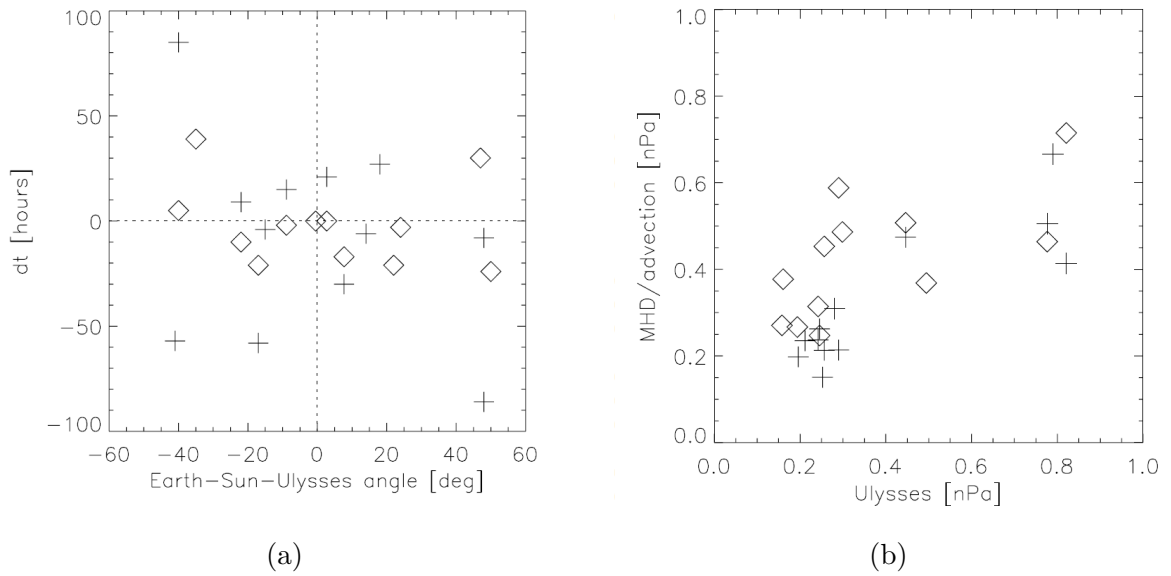 100
50
0
−50
−100
dt [hours]
−60 −40 −20 0 20 40 60
Earth−Sun−Ulysses angle [deg]
(a)
1.0
0.8
0.6
0.4
0.2
0.0
MHD/advection [nPa]
0.0 0.2 0.4 0.6 0.8 1.0
Ulysses [nPa]
(b)